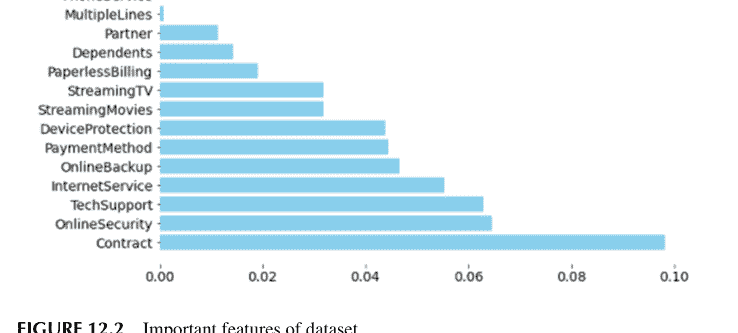 MultipleLines
Partner
Dependents
PaperlessBilling
StreamingTV
StreamingMovies
DeviceProtection
PaymentMethod
OnlineBackup
InternetService
TechSupport
OnlineSecurity
Contract
0.00 0.02 0.04 0.06 0.08 0.10
FIGURE 12.2 Important features of dataset